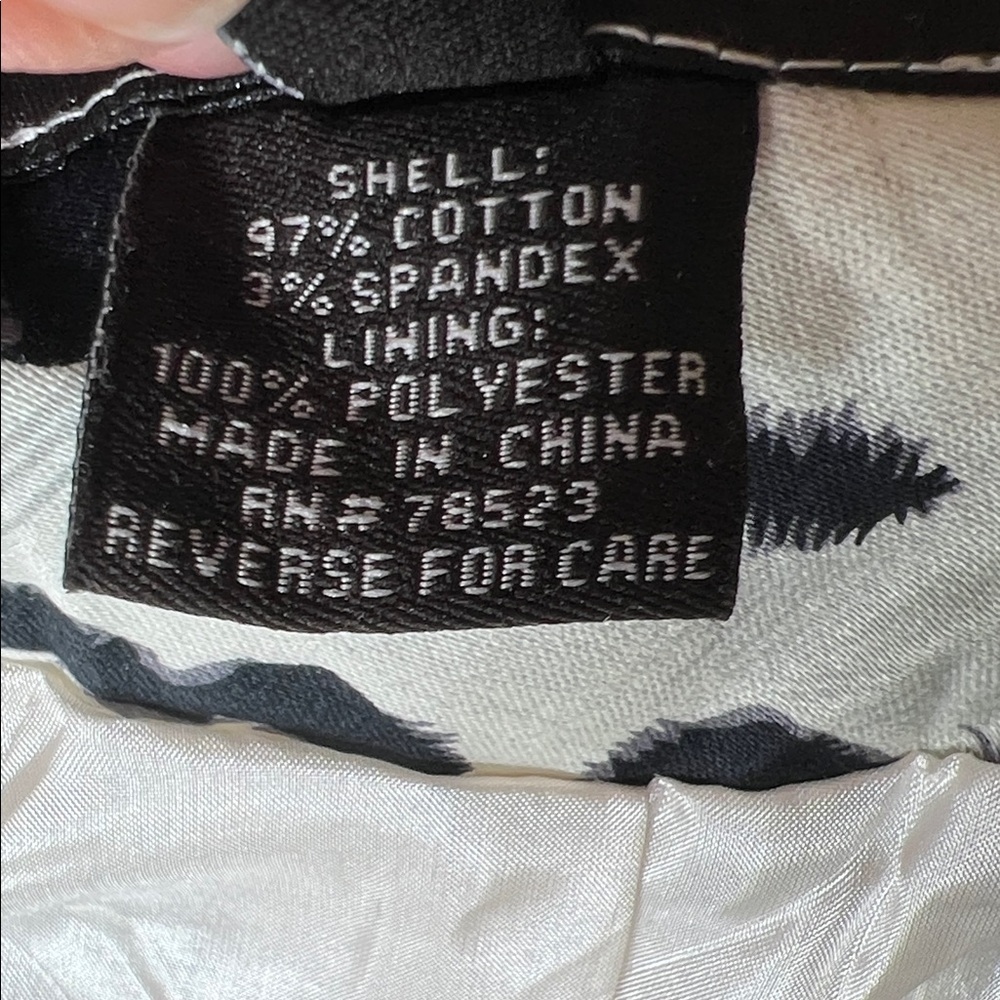 SHELL:
97% COTTON
3% SPANDEX
LINING:
100% POLYESTER
MADE IN CHINA
RN# 78523
REVERSE FOR CARE